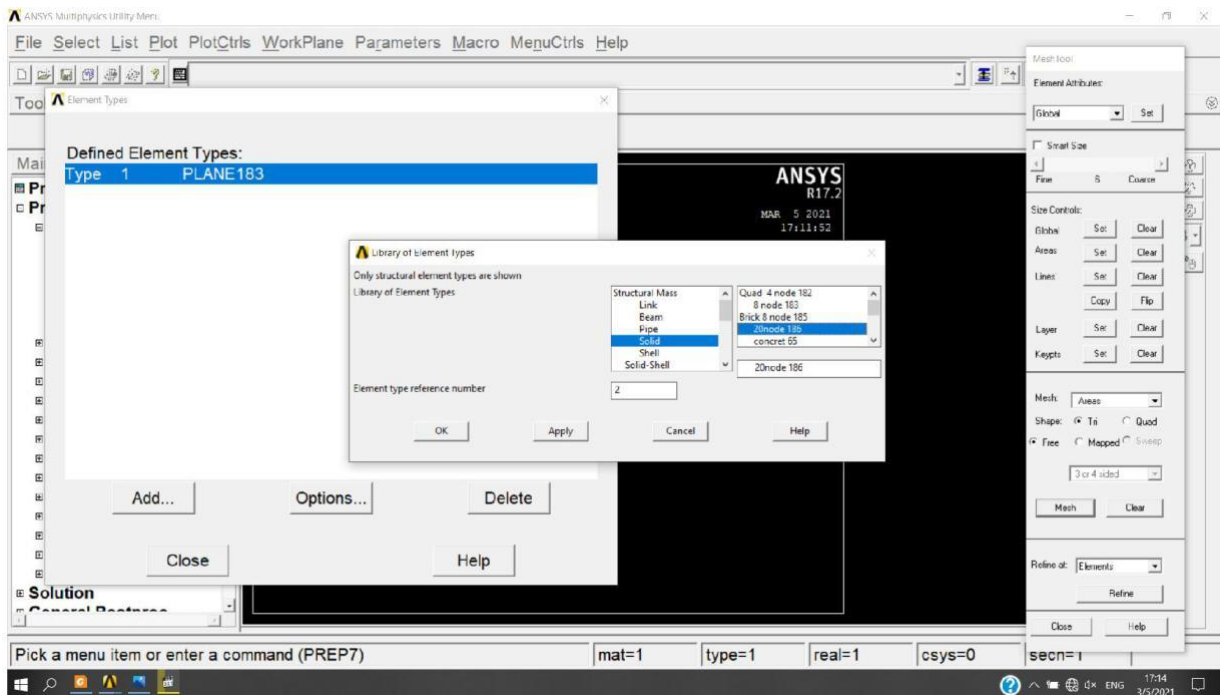 ANSYS Multiphysics Utility Menu
File Select List Plot PlotCtrls WorkPlane Parameters Macro MenuCtrls Help
Mesh Tool
Element Attributes:
Global Set
Smart Size
Fine 6 Coarse
Size Controls:
Global Set Clear
Areas Set Clear
Lines Set Clear
Copy Flip
Layer Set Clear
Keypts Set Clear
Mesh: Areas
Shape: Tri Quad
Free Mapped Sweep
3 or 4 sided
Mesh Clear
Refine at: Elements
Refine
Close Help
Too
Element Types
Defined Element Types:
Type 1 PLANE183
Add... Options... Delete
Close Help
Mai
Pr
Pr
Solution
ANSYS
R17.2
MAR 5 2021
17:11:52
Library of Element Types
Only structural element types are shown
Library of Element Types
Structural Mass
Link
Beam
Pipe
Solid
Shell
Solid-Shell
Quad 4 node 182
8 node 183
Brick 8 node 185
20node 186
concret 65
20node 186
Element type reference number
2
OK Apply Cancel Help
Pick a menu item or enter a command (PREP7) mat=1 type=1 real=1 csys=0 secn=1
ENG 17:14
3/5/2021